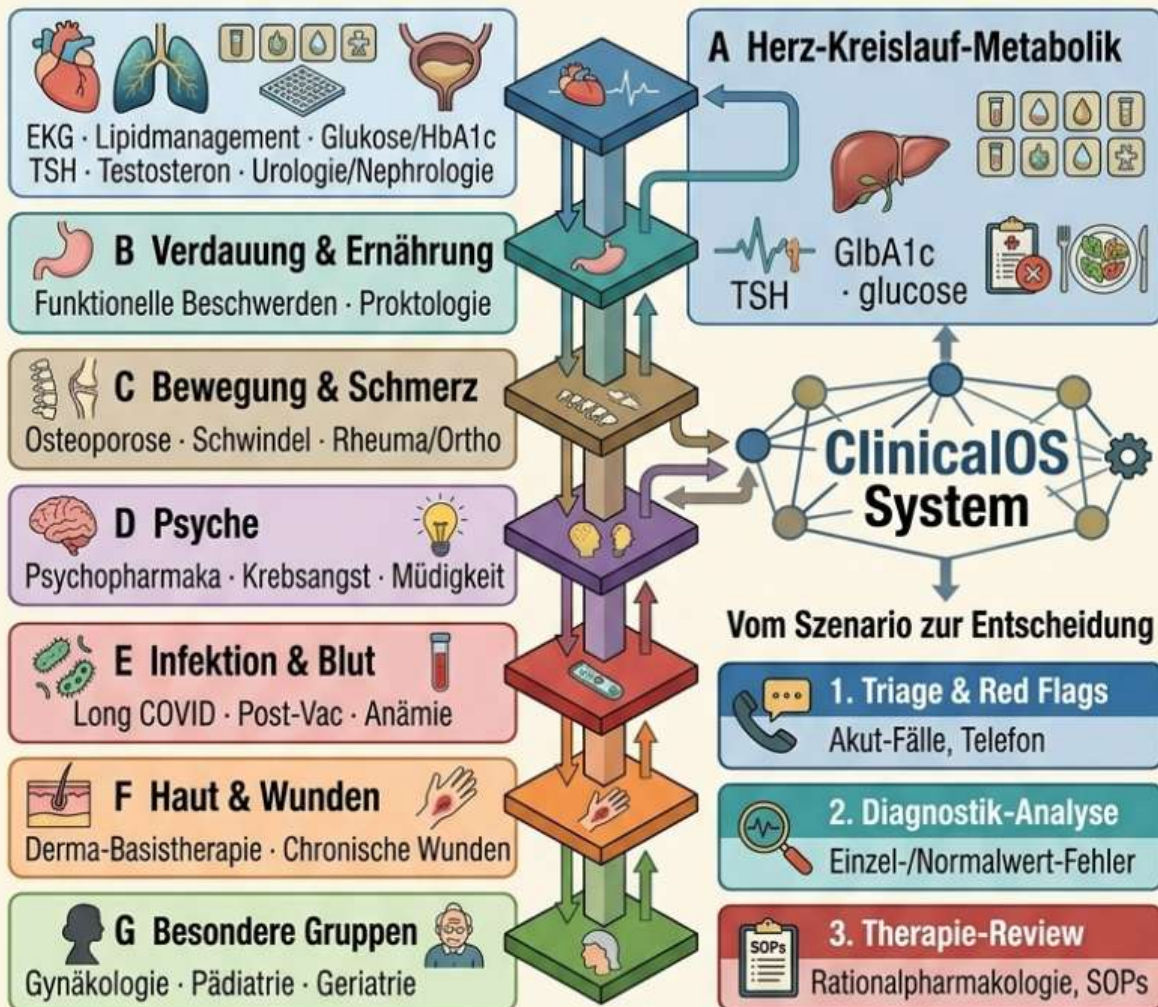 EKG · Lipidmanagement · Glukose/HbA1c
TSH · Testosteron · Urologie/Nephrologie
A Herz-Kreislauf-Metabolik
TSH
GlbA1c
· glucose
B Verdauung & Ernährung
Funktionelle Beschwerden · Proktologie
C Bewegung & Schmerz
Osteoporose · Schwindel · Rheuma/Ortho
D Psyche
Psychopharmaka · Krebsangst · Müdigkeit
E Infektion & Blut
Long COVID · Post-Vac · Anämie
F Haut & Wunden
Derma-Basistherapie · Chronische Wunden
G Besondere Gruppen
Gynäkologie · Pädiatrie · Geriatrie
ClinicalOS
System
Vom Szenario zur Entscheidung
1. Triage & Red Flags
Akut-Fälle, Telefon
2. Diagnostik-Analyse
Einzel-/Normalwert-Fehler
SOPs
3. Therapie-Review
Rationalpharmakologie, SOPs